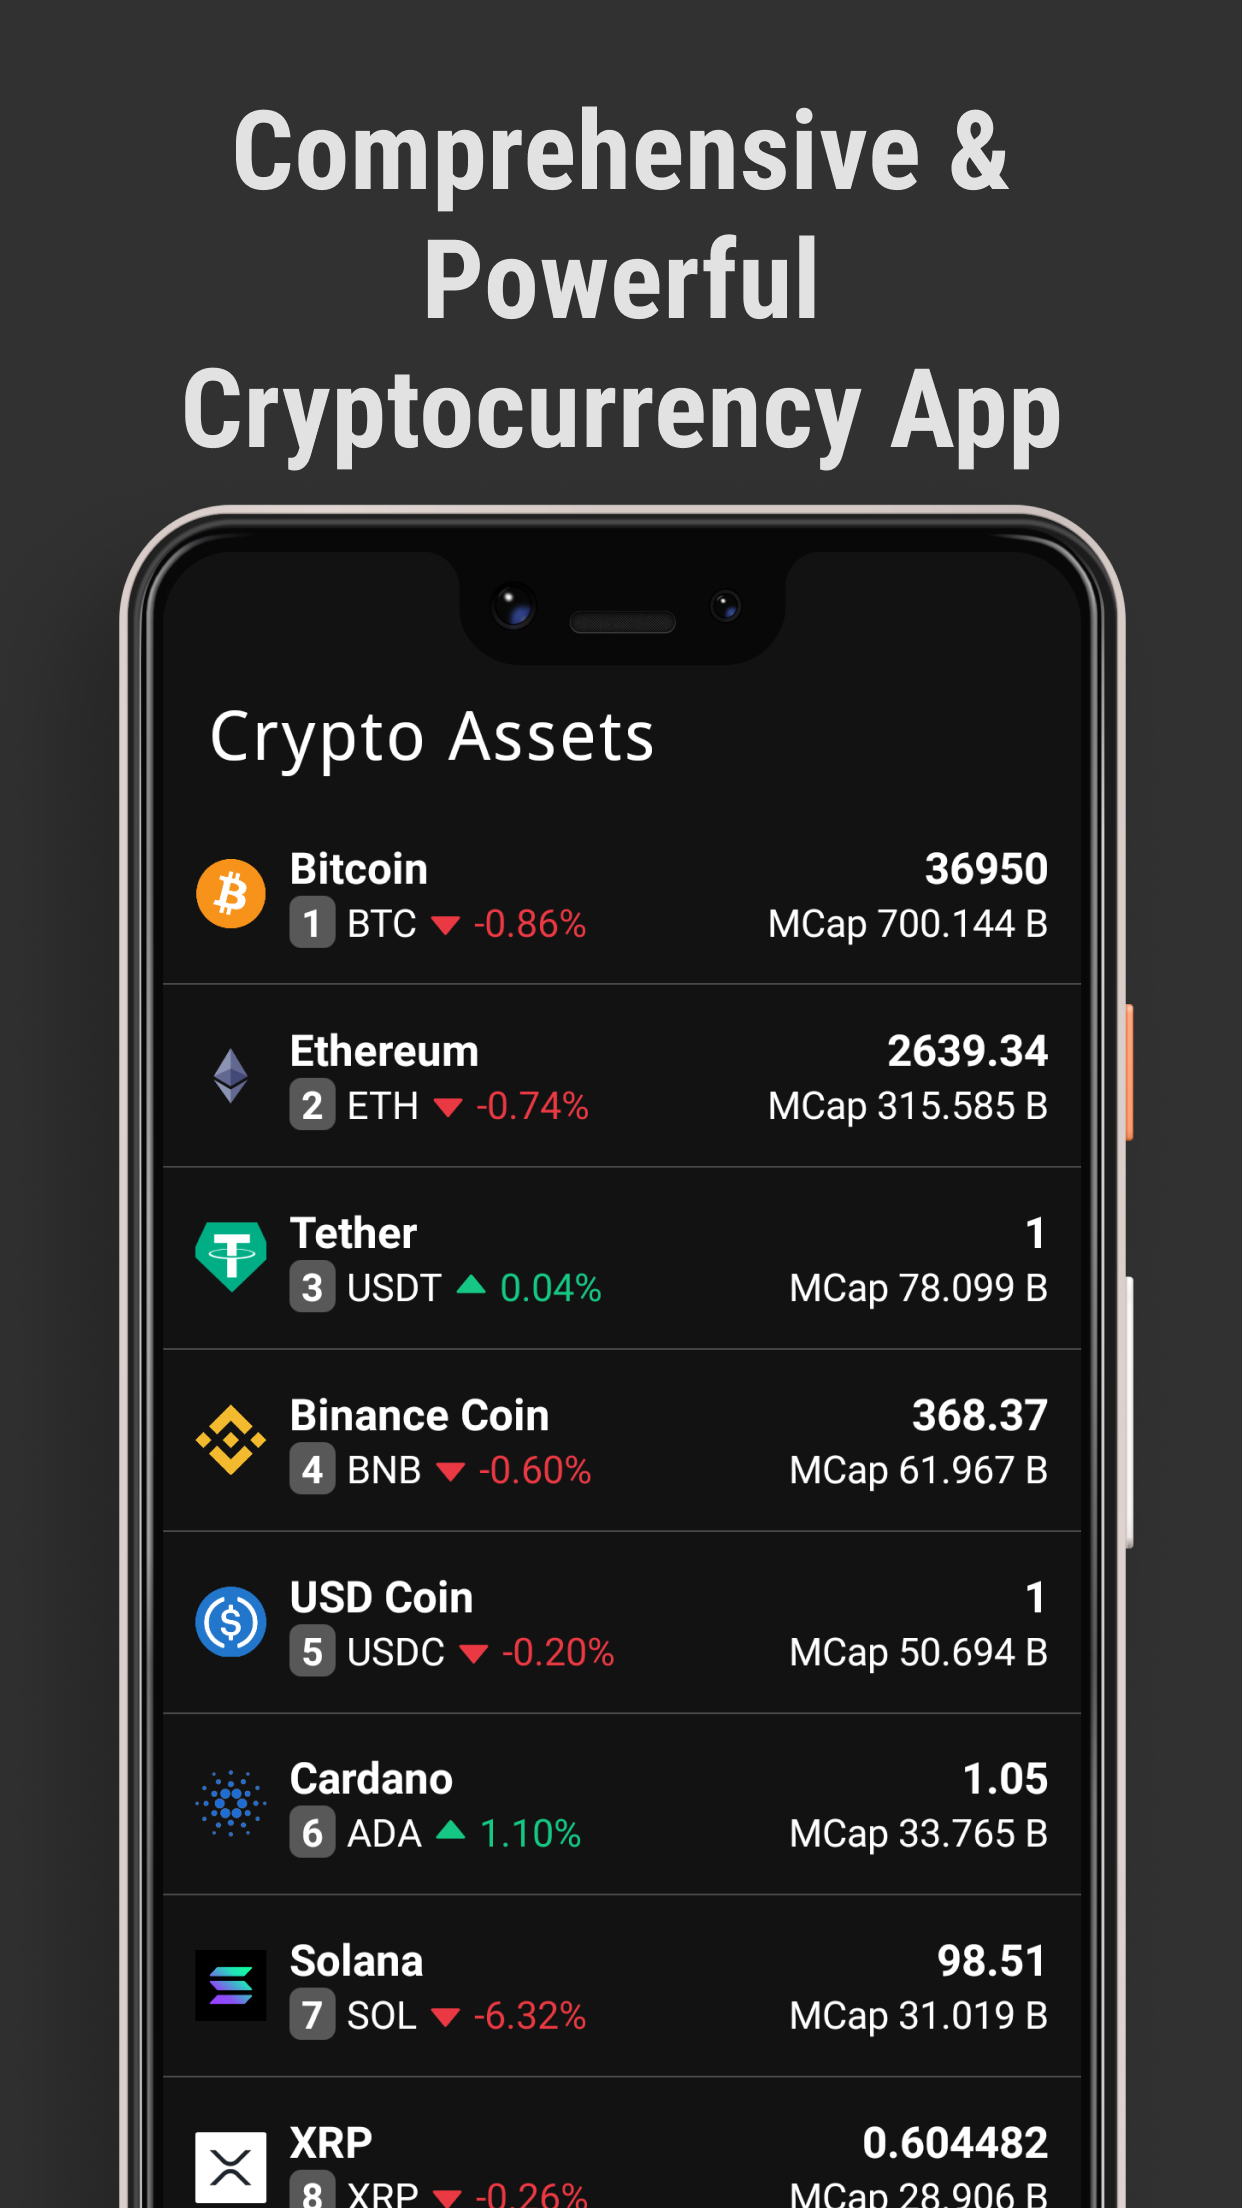 Comprehensive &
Powerful
Cryptocurrency App
Crypto Assets
Bitcoin 36950
1 BTC -0.86% MCap 700.144 B
Ethereum 2639.34
2 ETH -0.74% MCap 315.585 B
Tether 1
3 USDT 0.04% MCap 78.099 B
Binance Coin 368.37
4 BNB -0.60% MCap 61.967 B
USD Coin 1
5 USDC -0.20% MCap 50.694 B
Cardano 1.05
6 ADA 1.10% MCap 33.765 B
Solana 98.51
7 SOL -6.32% MCap 31.019 B
XRP 0.604482
8 XRP -0.26% MCap 28.906 B